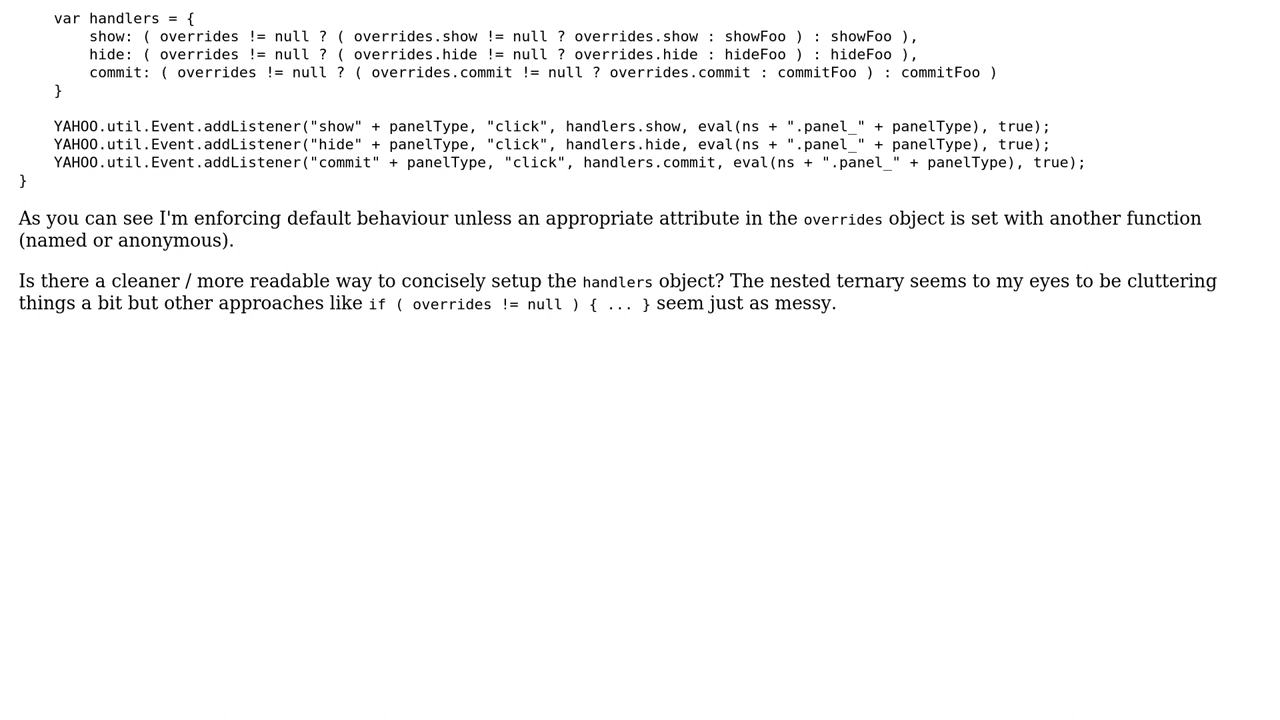 var handlers = {
show: ( overrides != null ? ( overrides.show != null ? overrides.show : showFoo ) : showFoo ),
hide: ( overrides != null ? ( overrides.hide != null ? overrides.hide : hideFoo ) : hideFoo ),
commit: ( overrides != null ? ( overrides.commit != null ? overrides.commit : commitFoo ) : commitFoo )
}
YAHOO.util.Event.addListener("show" + panelType, "click", handlers.show, eval(ns + ".panel_" + panelType), true);
YAHOO.util.Event.addListener("hide" + panelType, "click", handlers.hide, eval(ns + ".panel_" + panelType), true);
YAHOO.util.Event.addListener("commit" + panelType, "click", handlers.commit, eval(ns + ".panel_" + panelType), true);
}
As you can see I'm enforcing default behaviour unless an appropriate attribute in the overrides object is set with another function
(named or anonymous).
Is there a cleaner / more readable way to concisely setup the handlers object? The nested ternary seems to my eyes to be cluttering
things a bit but other approaches like if ( overrides != null ) { ... } seem just as messy.